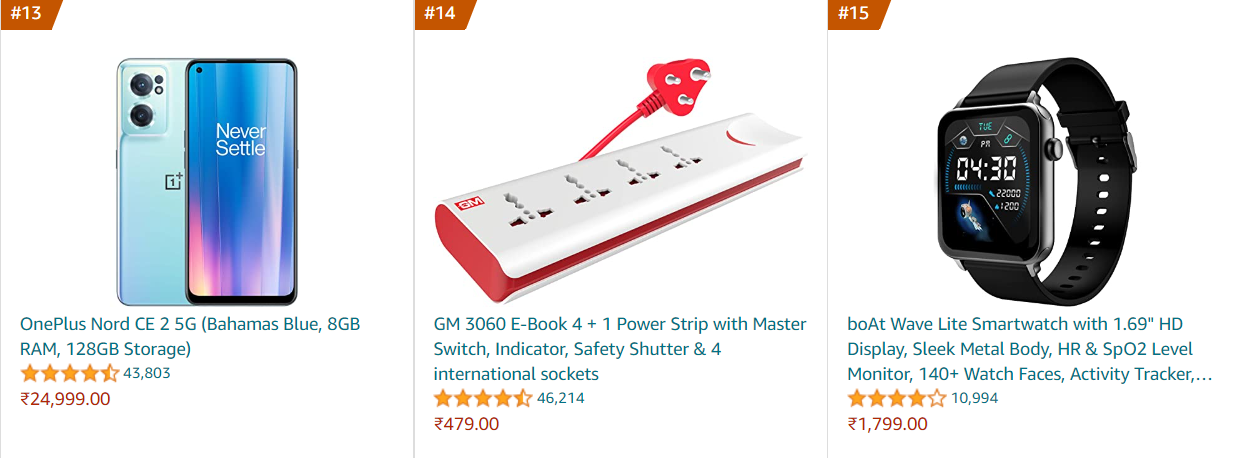 #13
Never
Settle
1+
OnePlus Nord CE 2 5G (Bahamas Blue, 8GB
RAM, 128GB Storage)
43,803
₹24,999.00
#14
GM
GM 3060 E-Book 4 + 1 Power Strip with Master
Switch, Indicator, Safety Shutter & 4
international sockets
46,214
₹479.00
#15
TUE
PM
04:30
22000
1200
boAt Wave Lite Smartwatch with 1.69" HD
Display, Sleek Metal Body, HR & SpO2 Level
Monitor, 140+ Watch Faces, Activity Tracker,...
10,994
₹1,799.00